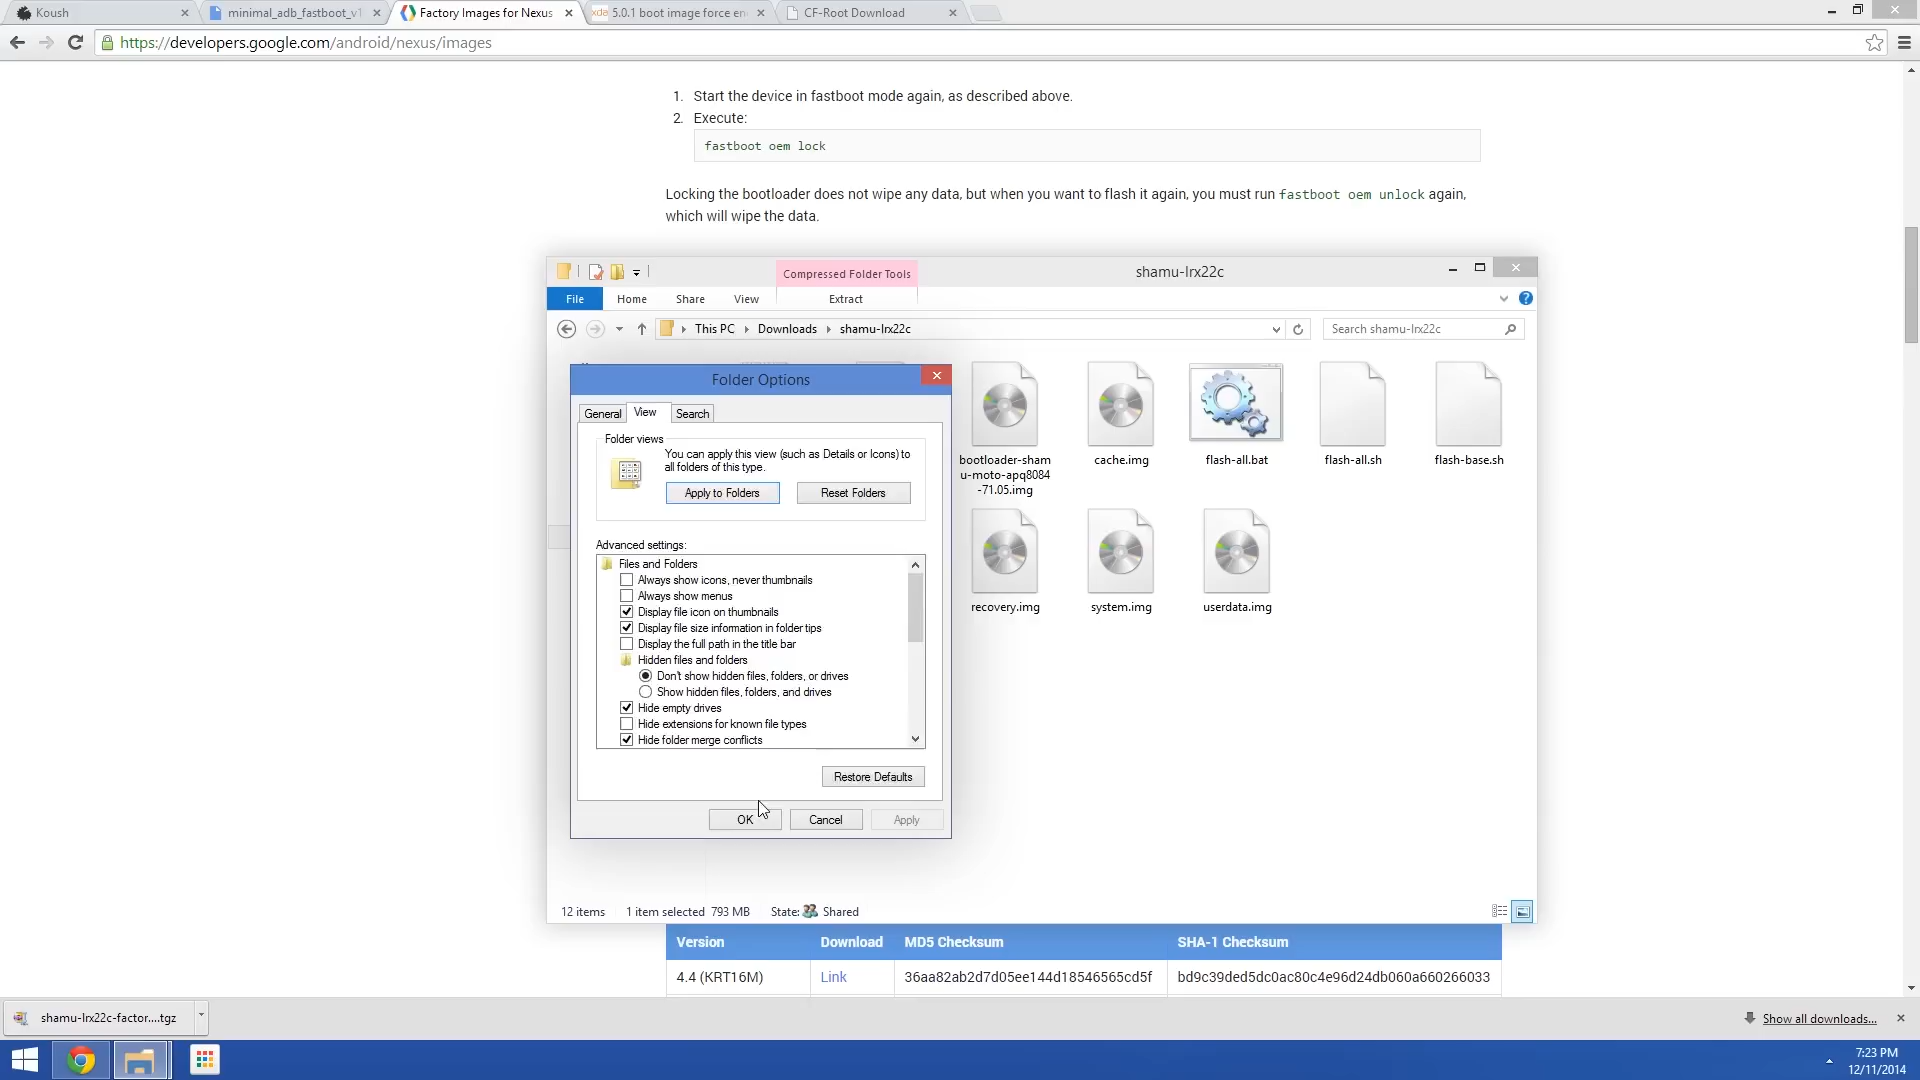 Koush
minimal_adb_fastboot_v1
Factory Images for Nexus
xda 5.0.1 boot image force en
CF-Root Download
https://developers.google.com/android/nexus/images
1. Start the device in fastboot mode again, as described above.
2. Execute:
fastboot oem lock
Locking the bootloader does not wipe any data, but when you want to flash it again, you must run fastboot oem unlock again,
which will wipe the data.
Compressed Folder Tools
shamu-lrx22c
File
Home
Share
View
Extract
This PC
Downloads
shamu-lrx22c
Search shamu-lrx22c
Folder Options
General
View
Search
Folder views
You can apply this view (such as Details or Icons) to
all folders of this type.
Apply to Folders
Reset Folders
Advanced settings:
Files and Folders
Always show icons, never thumbnails
Always show menus
Display file icon on thumbnails
Display file size information in folder tips
Display the full path in the title bar
Hidden files and folders
Don't show hidden files, folders, or drives
Show hidden files, folders, and drives
Hide empty drives
Hide extensions for known file types
Hide folder merge conflicts
Restore Defaults
OK
Cancel
Apply
bootloader-sham
u-moto-apq8084
-71.05.img
cache.img
flash-all.bat
flash-all.sh
flash-base.sh
recovery.img
system.img
userdata.img
12 items
1 item selected 793 MB
State: Shared
Version
Download
MD5 Checksum
SHA-1 Checksum
4.4 (KRT16M)
Link
36aa82ab2d7d05ee144d18546565cd5f
bd9c39ded5dc0ac80c4e96d24db060a660266033
shamu-lrx22c-factor....tgz
Show all downloads...
7:23 PM
12/11/2014